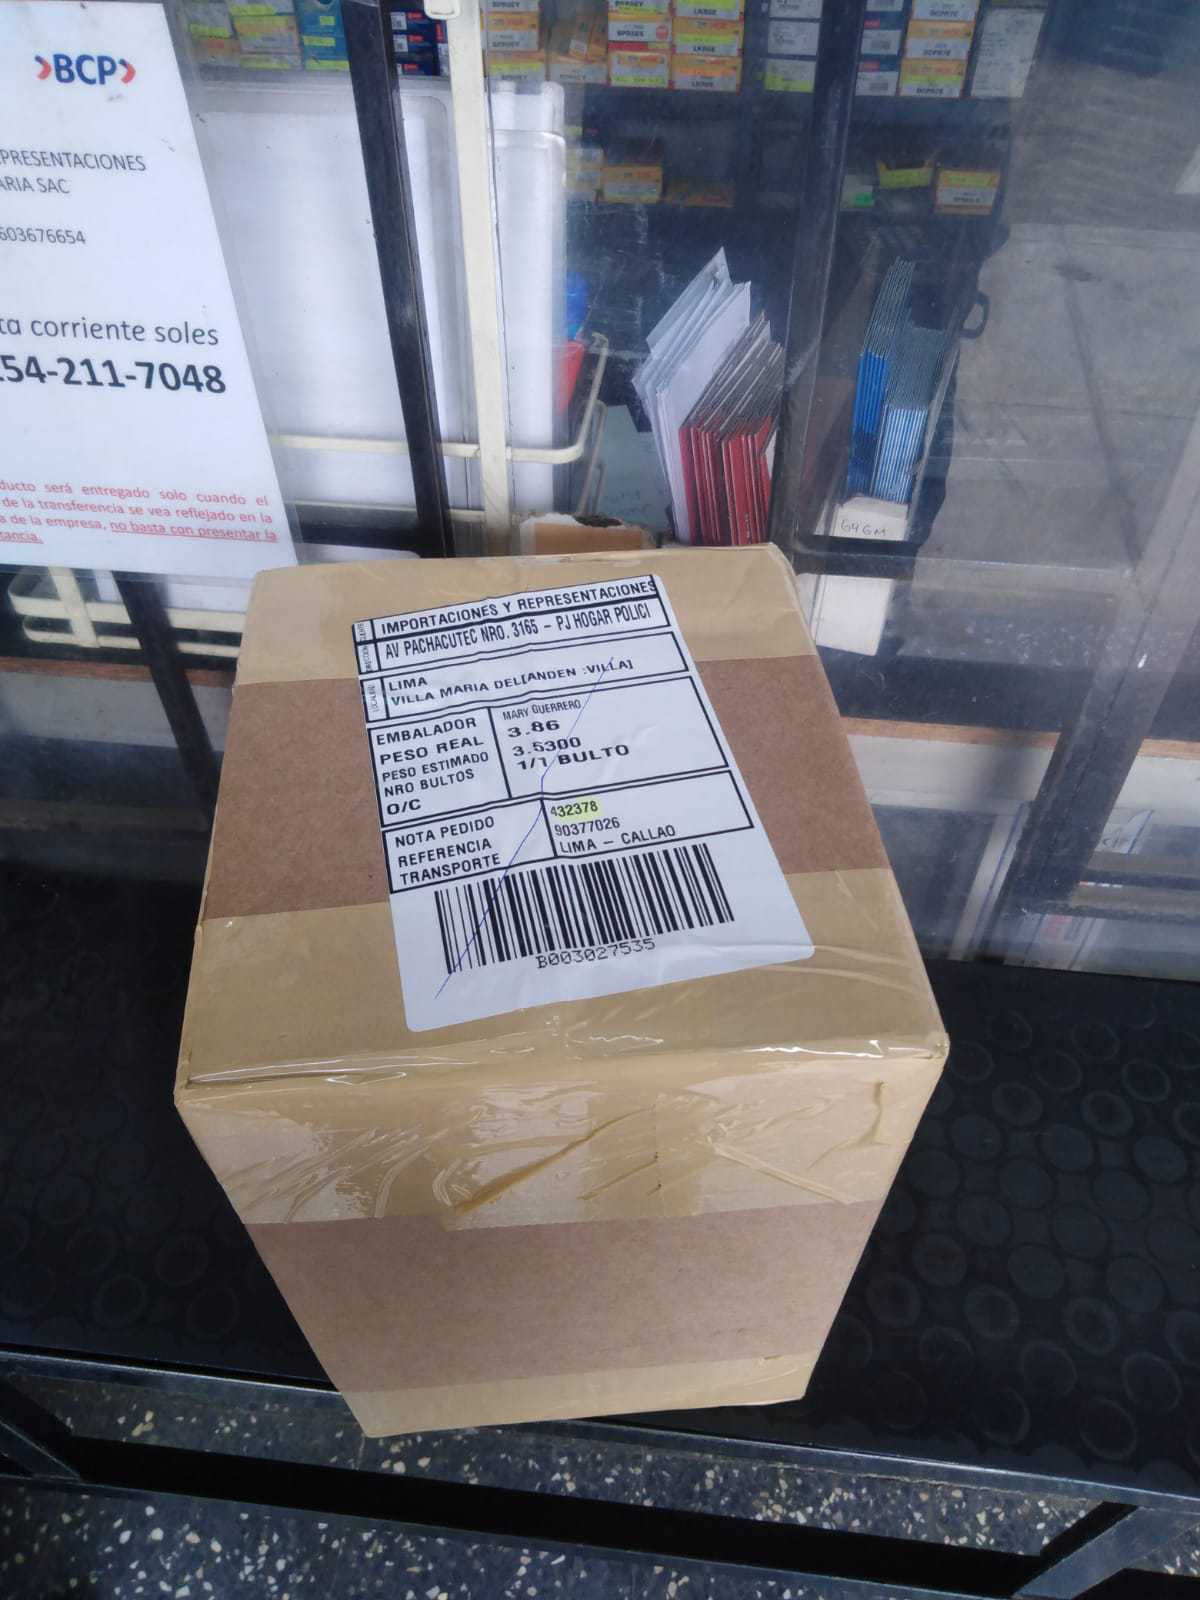 BCP
PRESENTACIONES
ARIA SAC
603676654
ta corriente soles
54-211-7048
ducto será entregado solo cuando el
de la transferencia se vea reflejado en la
a de la empresa, no basta con presentar la
tancia.
64GM
IMPORTACIONES Y REPRESENTACIONES
AV PACHACUTEC NRO. 3165 – PJ HOGAR POLICI
LIMA
VILLA MARIA DEL[ANDEN :VILLA]
EMBALADOR MARY GUERRERO
PESO REAL 3.86
PESO ESTIMADO 3.5300
NRO BULTOS 1/1 BULTO
O/C
NOTA PEDIDO 432378
REFERENCIA 90377026
TRANSPORTE LIMA – CALLAO
B003027535